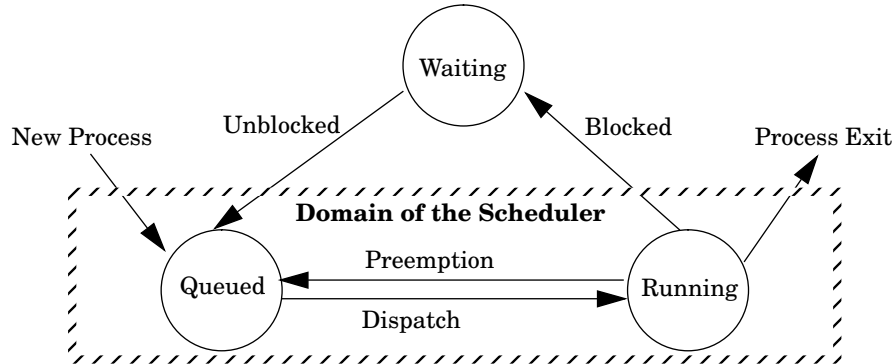 Waiting
Unblocked
Blocked
New Process
Process Exit
Domain of the Scheduler
Preemption
Queued
Running
Dispatch